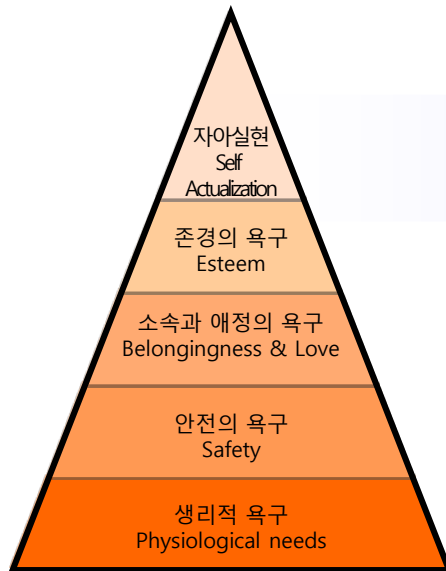 자아실현
Self
Actualization
존경의 욕구
Esteem
소속과 애정의 욕구
Belongingness & Love
안전의 욕구
Safety
생리적 욕구
Physiological needs